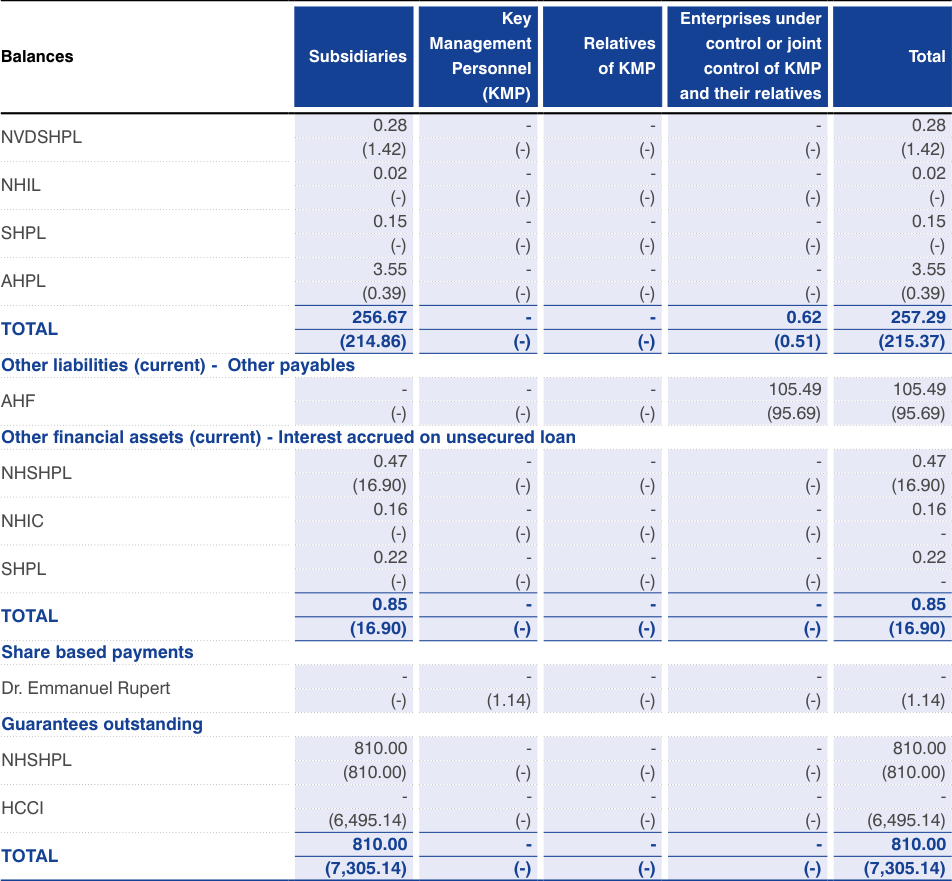 Balances Subsidiaries Key Management Personnel (KMP) Relatives of KMP Enterprises under control or joint control of KMP and their relatives Total
NVDSHPL
0.28 - - - 0.28
(1.42) (-) (-) (-) (1.42)
NHIL
0.02 - - - 0.02
(-) (-) (-) (-) (-)
SHPL
0.15 - - - 0.15
(-) (-) (-) (-) (-)
AHPL
3.55 - - - 3.55
(0.39) (-) (-) (-) (0.39)
TOTAL
256.67 - - 0.62 257.29
(214.86) (-) (-) (0.51) (215.37)
Other liabilities (current) - Other payables
AHF
- - - 105.49 105.49
(-) (-) (-) (95.69) (95.69)
Other financial assets (current) - Interest accrued on unsecured loan
NHSHPL
0.47 - - - 0.47
(16.90) (-) (-) (-) (16.90)
NHIC
0.16 - - - 0.16
(-) (-) (-) (-) -
SHPL
0.22 - - - 0.22
(-) (-) (-) (-) -
TOTAL
0.85 - - - 0.85
(16.90) (-) (-) (-) (16.90)
Share based payments
Dr. Emmanuel Rupert
- - - - -
(-) (1.14) (-) (-) (1.14)
Guarantees outstanding
NHSHPL
810.00 - - - 810.00
(810.00) (-) (-) (-) (810.00)
HCCI
- - - - -
(6,495.14) (-) (-) (-) (6,495.14)
TOTAL
810.00 - - - 810.00
(7,305.14) (-) (-) (-) (7,305.14)